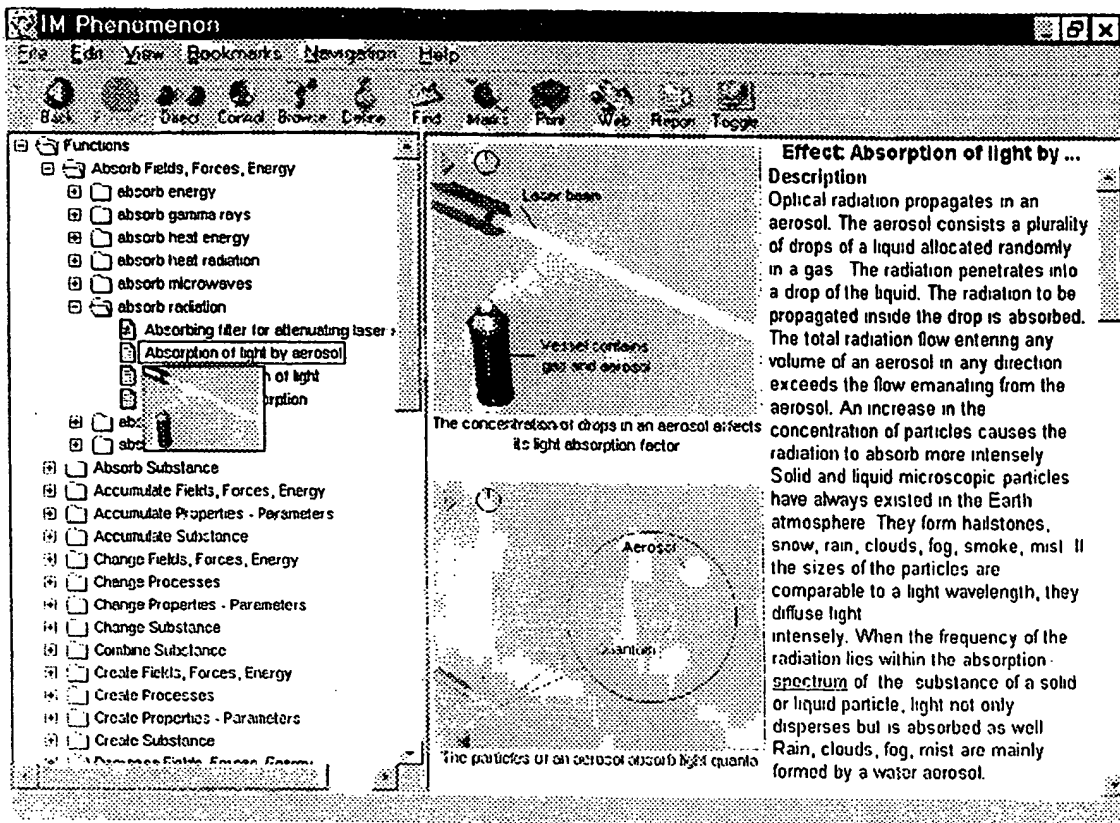 IM Phenomenon
File Edit View Bookmarks Navigation Help
Back Direct Control Browse Define Find Marks Print Web Report Toggle
Functions
Absorb Fields, Forces, Energy
absorb energy
absorb gamma rays
absorb heat energy
absorb heat radiation
absorb microwaves
absorb radiation
Absorbing filter for attenuating laser
Absorption of light by aerosol
of light
rption
abs
abs
Absorb Substance
Accumulate Fields, Forces, Energy
Accumulate Properties - Parameters
Accumulate Substance
Change Fields, Forces, Energy
Change Processes
Change Properties - Parameters
Change Substance
Combine Substance
Create Fields, Forces, Energy
Create Processes
Create Properties - Parameters
Create Substance
Laser beam
Vessel contains
gas and aerosol
The concentration of drops in an aerosol affects
its light absorption factor
Aerosol
Quantum
The particles of an aerosol absorb light quanta
Effect: Absorption of light by ...
Description
Optical radiation propagates in an
aerosol. The aerosol consists a plurality
of drops of a liquid allocated randomly
in a gas The radiation penetrates into
a drop of the liquid. The radiation to be
propagated inside the drop is absorbed.
The total radiation flow entering any
volume of an aerosol in any direction
exceeds the flow emanating from the
aerosol. An increase in the
concentration of particles causes the
radiation to absorb more intensely
Solid and liquid microscopic particles
have always existed in the Earth
atmosphere They form hailstones,
snow, rain, clouds, fog, smoke, mist If
the sizes of the particles are
comparable to a light wavelength, they
diffuse light
intensely. When the frequency of the
radiation lies within the absorption
spectrum of the substance of a solid
or liquid particle, light not only
disperses but is absorbed as well
Rain, clouds, fog, mist are mainly
formed by a water aerosol.